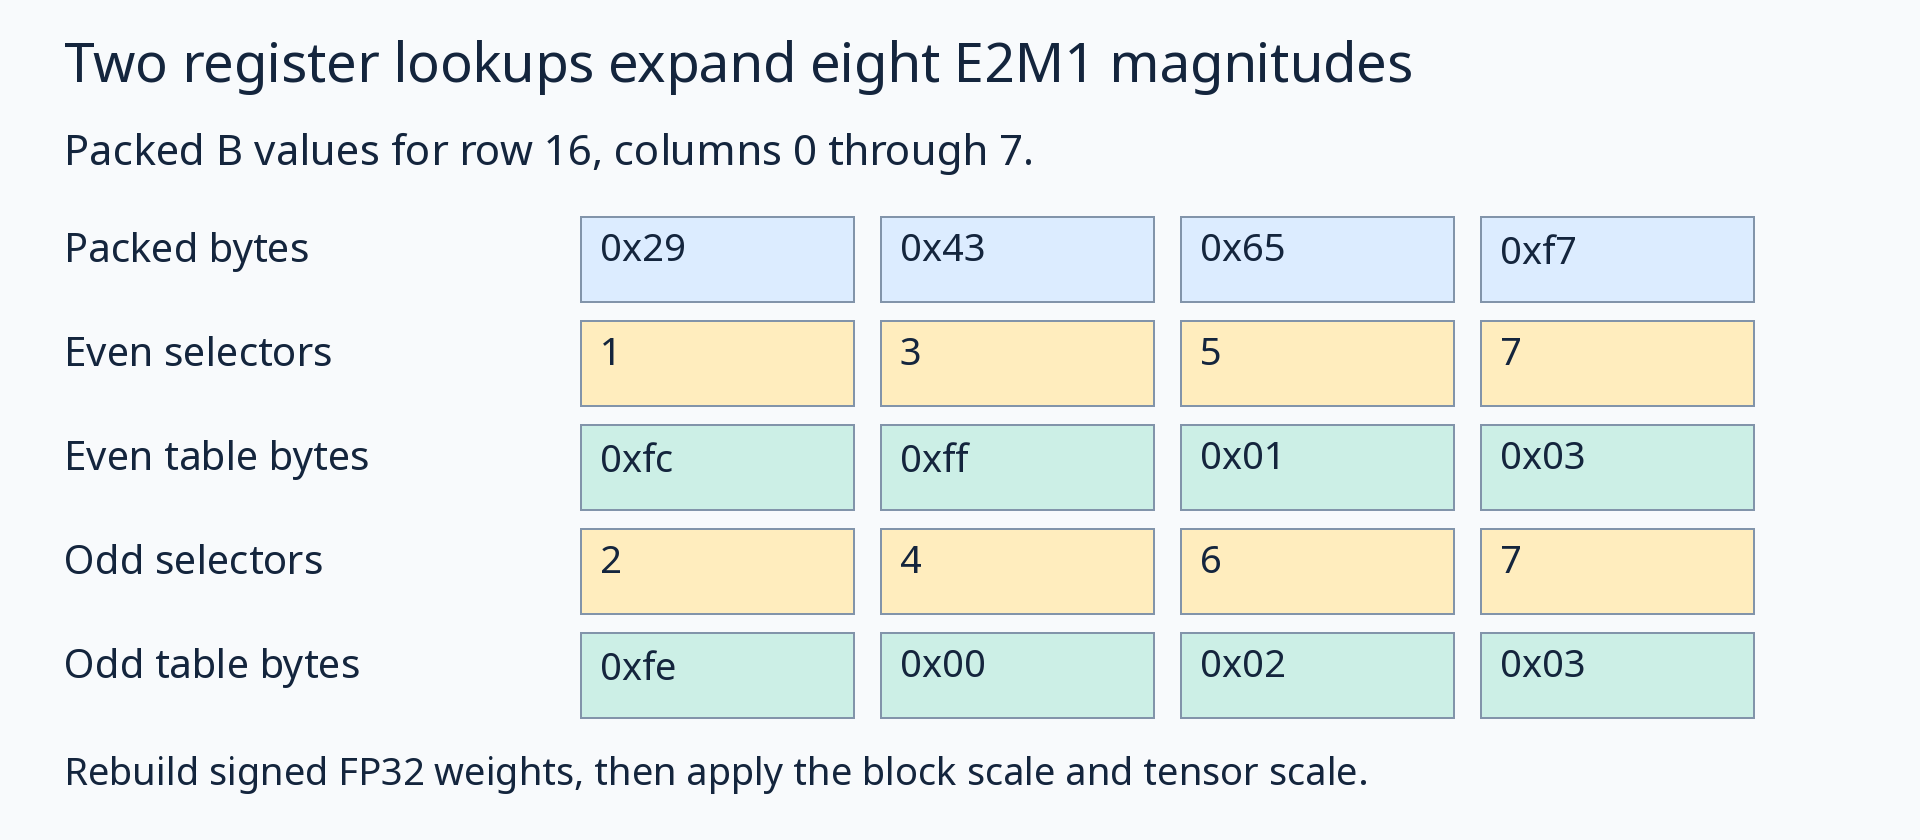 Two register lookups expand eight E2M1 magnitudes
Packed B values for row 16, columns 0 through 7.
Packed bytes 0x29 0x43 0x65 0xf7
Even selectors 1 3 5 7
Even table bytes 0xfc 0xff 0x01 0x03
Odd selectors 2 4 6 7
Odd table bytes 0xfe 0x00 0x02 0x03
Rebuild signed FP32 weights, then apply the block scale and tensor scale.